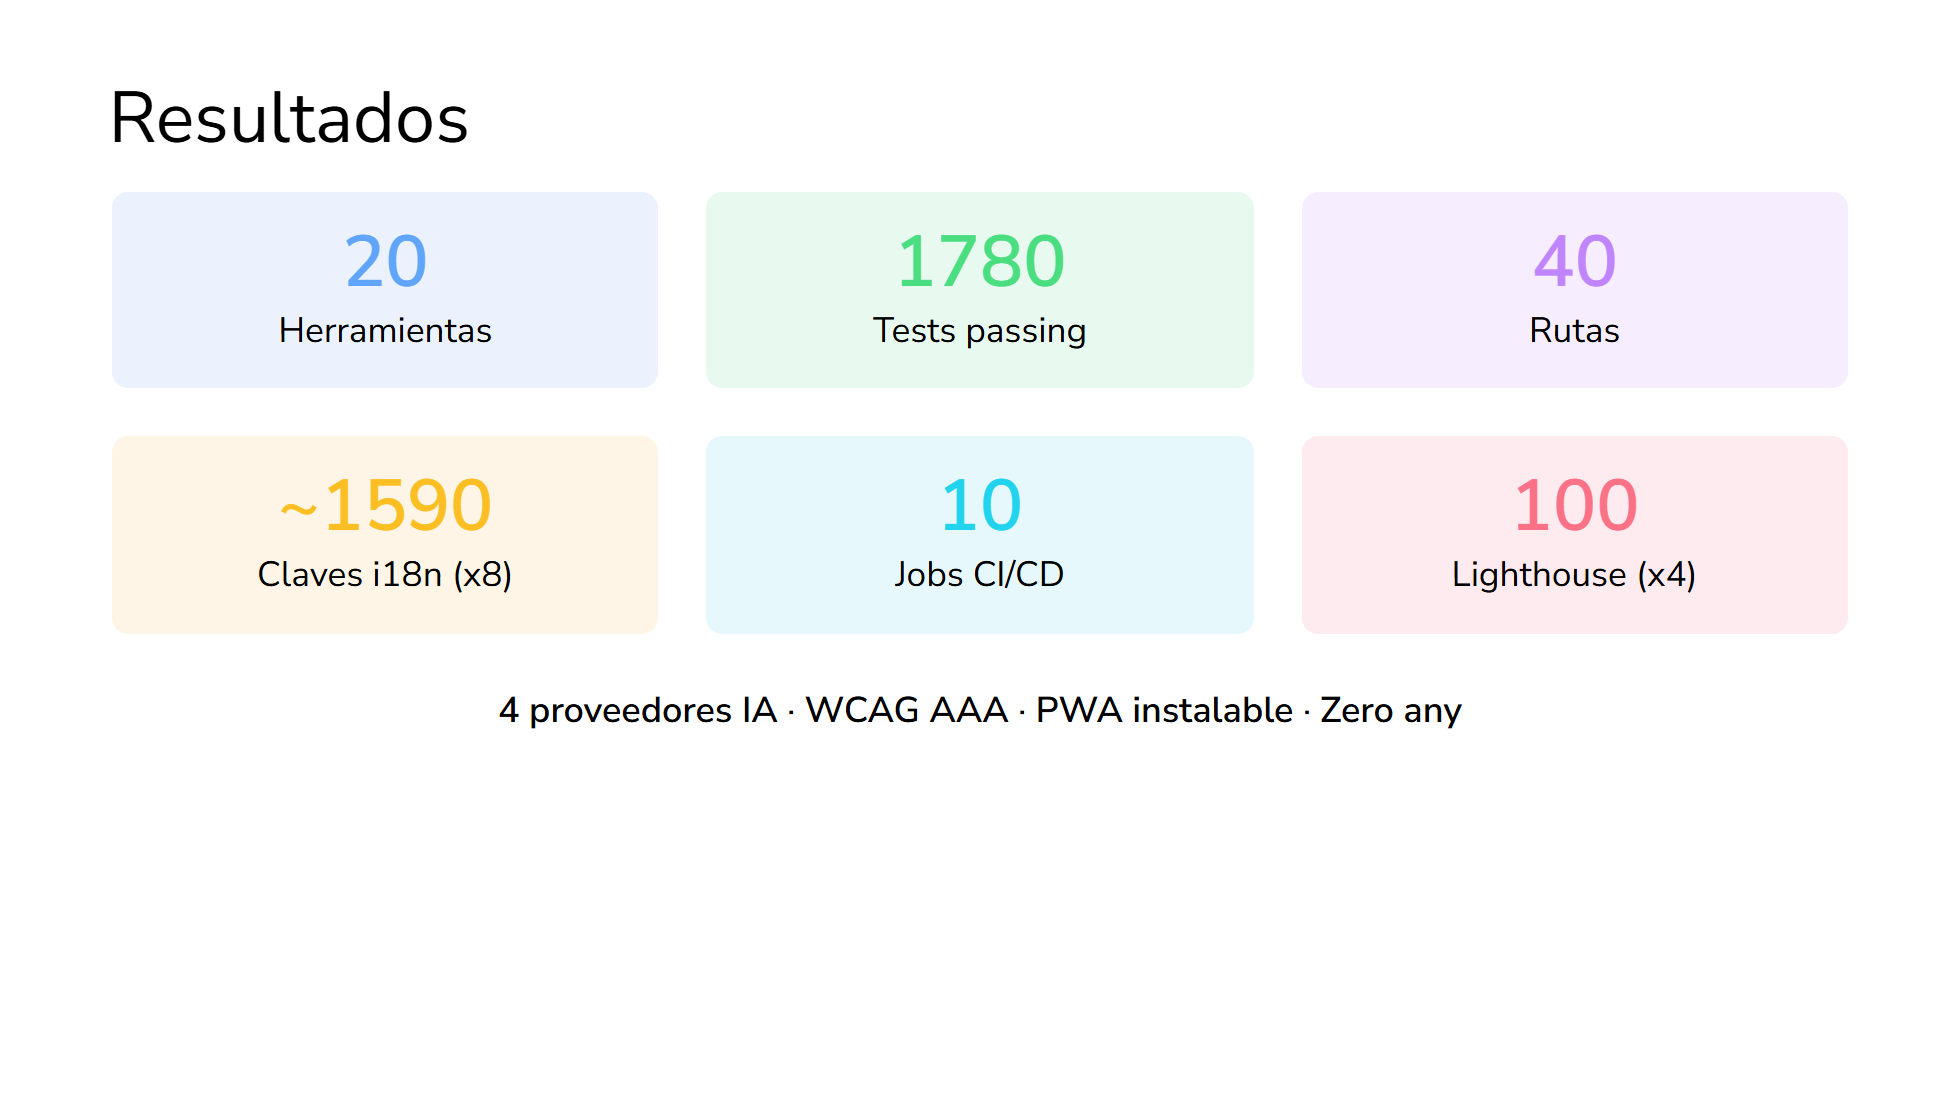 Resultados
20
Herramientas
1780
Tests passing
40
Rutas
~1590
Claves i18n (x8)
10
Jobs CI/CD
100
Lighthouse (x4)
4 proveedores IA · WCAG AAA · PWA instalable · Zero any